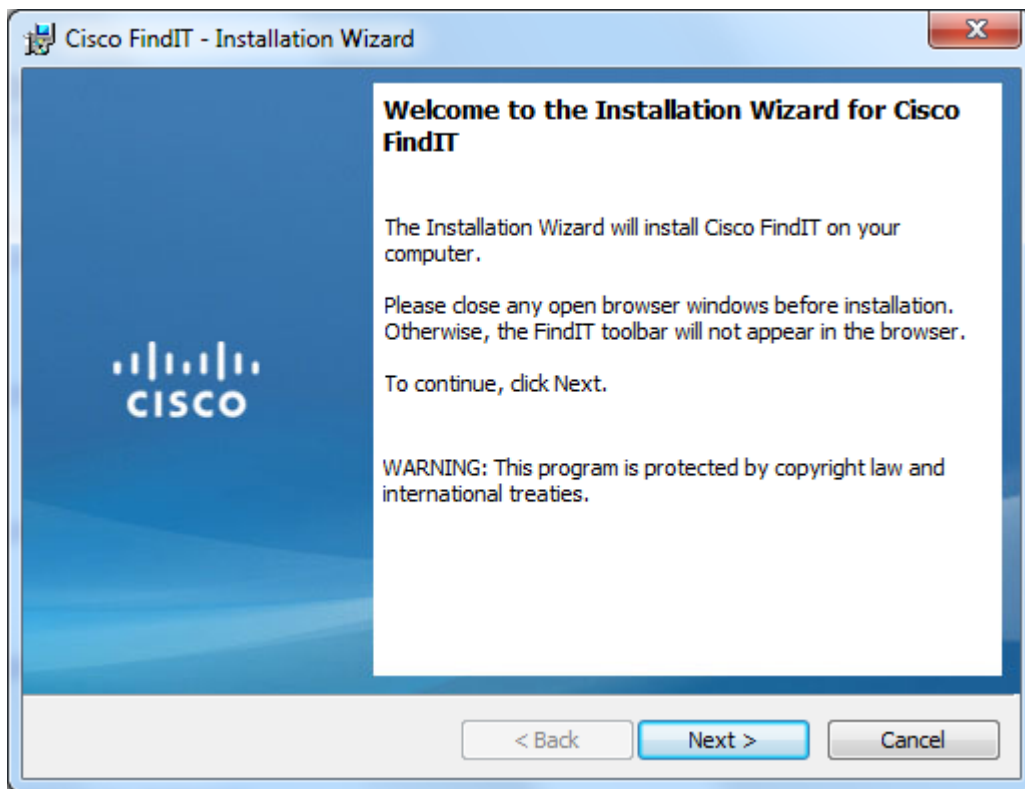 Cisco FindIT - Installation Wizard
Welcome to the Installation Wizard for Cisco
FindIT
The Installation Wizard will install Cisco FindIT on your
computer.
Please close any open browser windows before installation.
Otherwise, the FindIT toolbar will not appear in the browser.
To continue, click Next.
WARNING: This program is protected by copyright law and
international treaties.
CISCO
< Back
Next >
Cancel